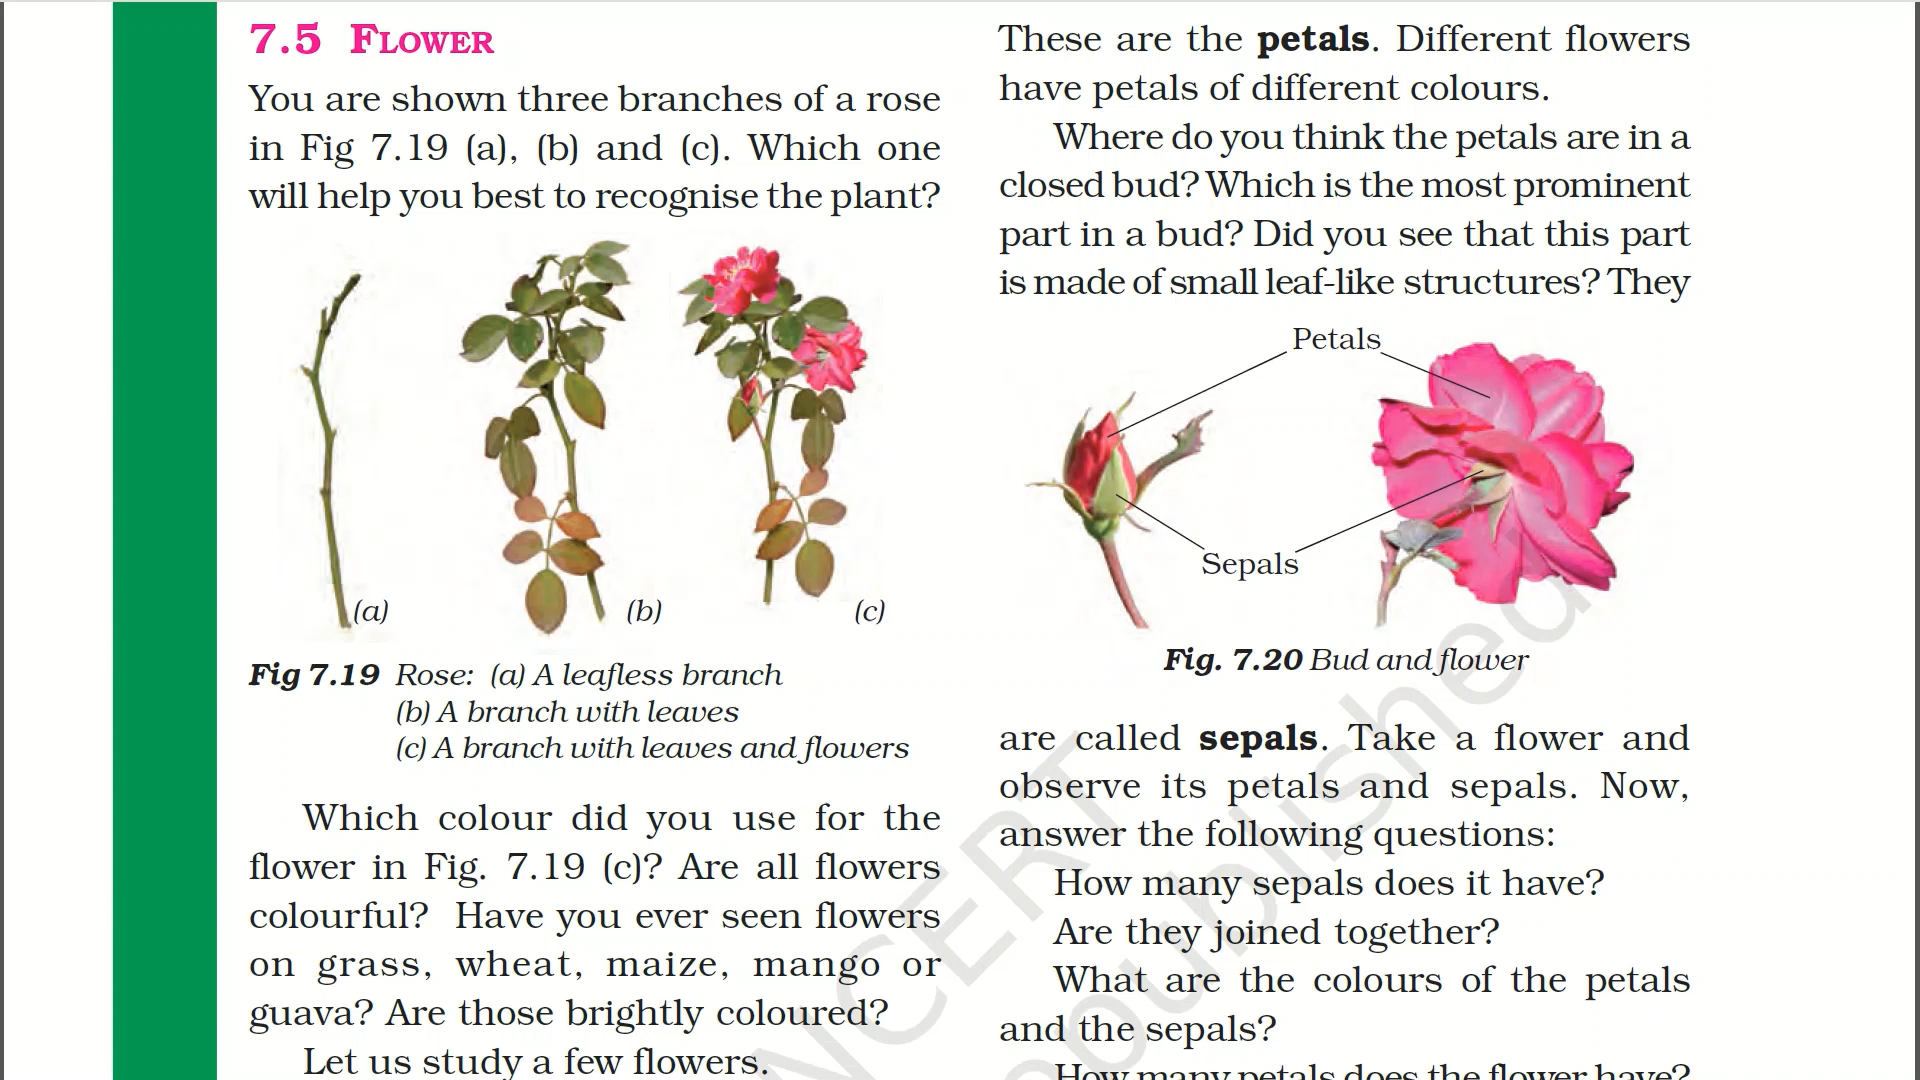 7.5 FLOWER
You are shown three branches of a rose
in Fig 7.19 (a), (b) and (c). Which one
will help you best to recognise the plant?
(a)
(b)
(c)
Fig 7.19 Rose: (a) A leafless branch
(b) A branch with leaves
(c) A branch with leaves and flowers
Which colour did you use for the
flower in Fig. 7.19 (c)? Are all flowers
colourful? Have you ever seen flowers
on grass, wheat, maize, mango or
guava? Are those brightly coloured?
Let us study a few flowers.
These are the petals. Different flowers
have petals of different colours.
Where do you think the petals are in a
closed bud? Which is the most prominent
part in a bud? Did you see that this part
is made of small leaf-like structures? They
Petals
Sepals
Fig. 7.20 Bud and flower
are called sepals. Take a flower and
observe its petals and sepals. Now,
answer the following questions:
How many sepals does it have?
Are they joined together?
What are the colours of the petals
and the sepals?
How many petals does the flower have?
NCERT
published